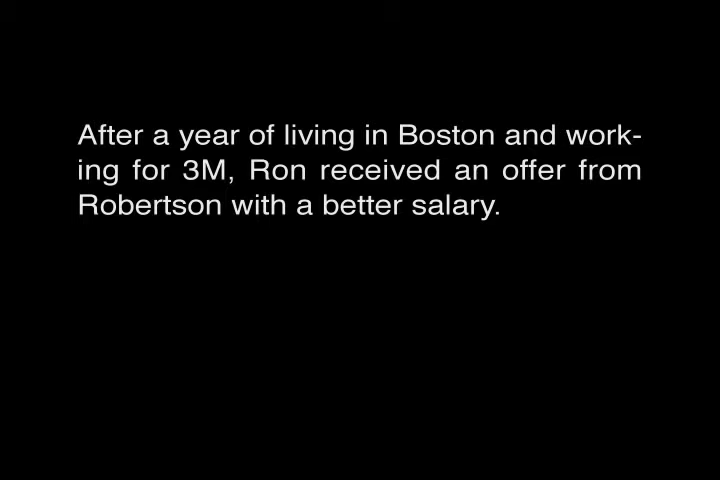 After a year of living in Boston and work-
ing for 3M, Ron received an offer from
Robertson with a better salary.